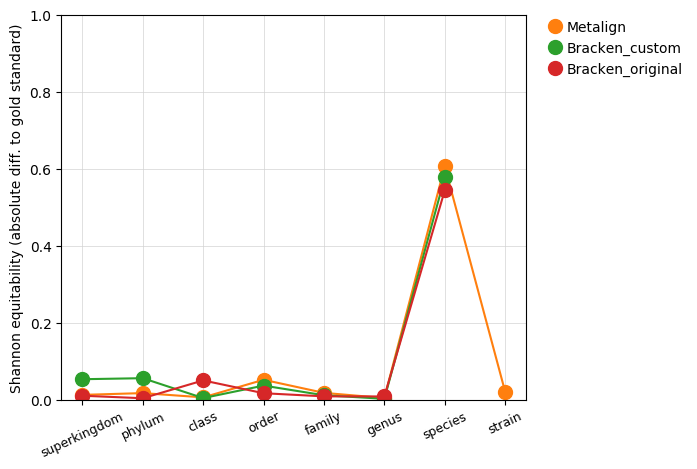 Shannon equitability (absolute diff. to gold standard)
1.0
0.8
0.6
0.4
0.2
0.0
superkingdom
phylum
class
order
family
genus
species
strain
Metalign
Bracken_custom
Bracken_original